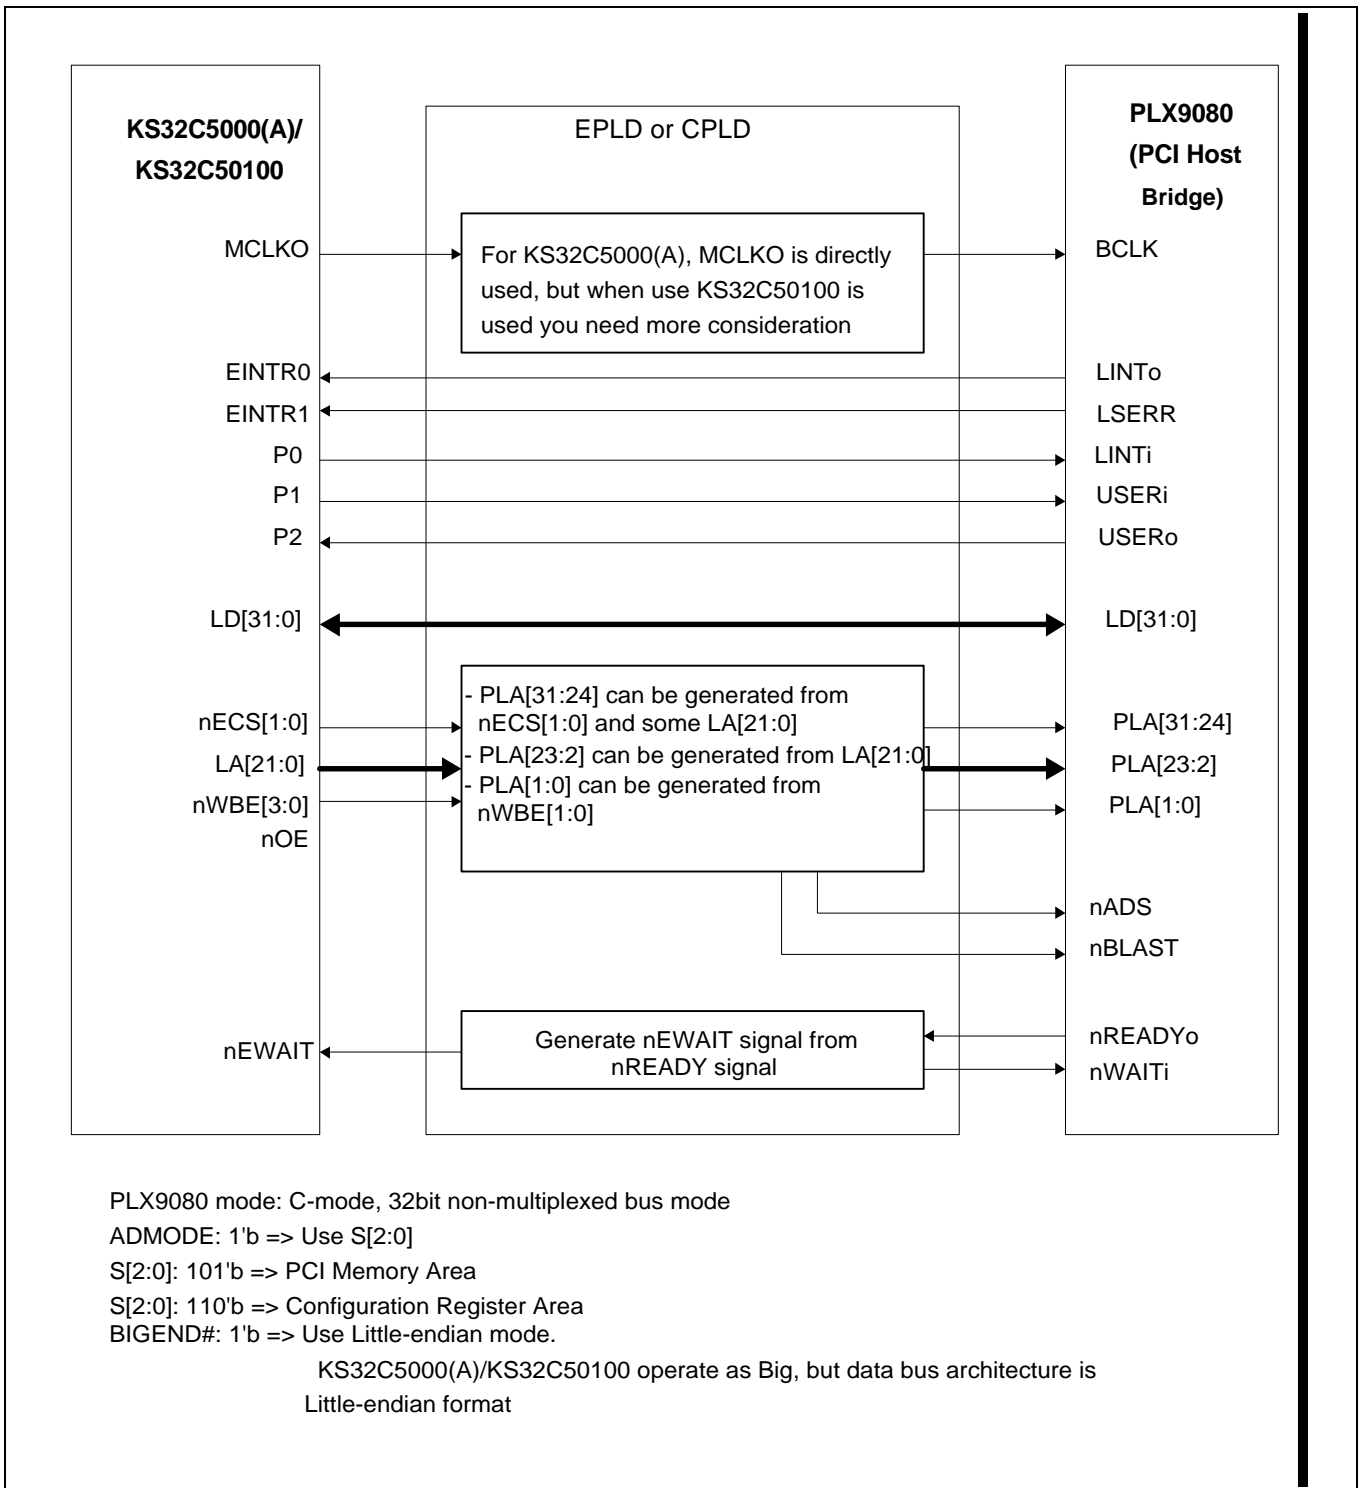 KS32C5000(A)/
KS32C50100
EPLD or CPLD
PLX9080
(PCI Host
Bridge)
MCLKO
For KS32C5000(A), MCLKO is directly
used, but when use KS32C50100 is
used you need more consideration
BCLK
EINTR0
LINTo
EINTR1
LSERR
P0
LINTi
P1
USERi
P2
USERo
LD[31:0]
LD[31:0]
nECS[1:0]
LA[21:0]
nWBE[3:0]
nOE
- PLA[31:24] can be generated from
nECS[1:0] and some LA[21:0]
- PLA[23:2] can be generated from LA[21:0]
- PLA[1:0] can be generated from
nWBE[1:0]
PLA[31:24]
PLA[23:2]
PLA[1:0]
nADS
nBLAST
nEWAIT
Generate nEWAIT signal from
nREADY signal
nREADYo
nWAITi
PLX9080 mode: C-mode, 32bit non-multiplexed bus mode
ADMODE: 1'b => Use S[2:0]
S[2:0]: 101'b => PCI Memory Area
S[2:0]: 110'b => Configuration Register Area
BIGEND#: 1'b => Use Little-endian mode.
KS32C5000(A)/KS32C50100 operate as Big, but data bus architecture is
Little-endian format